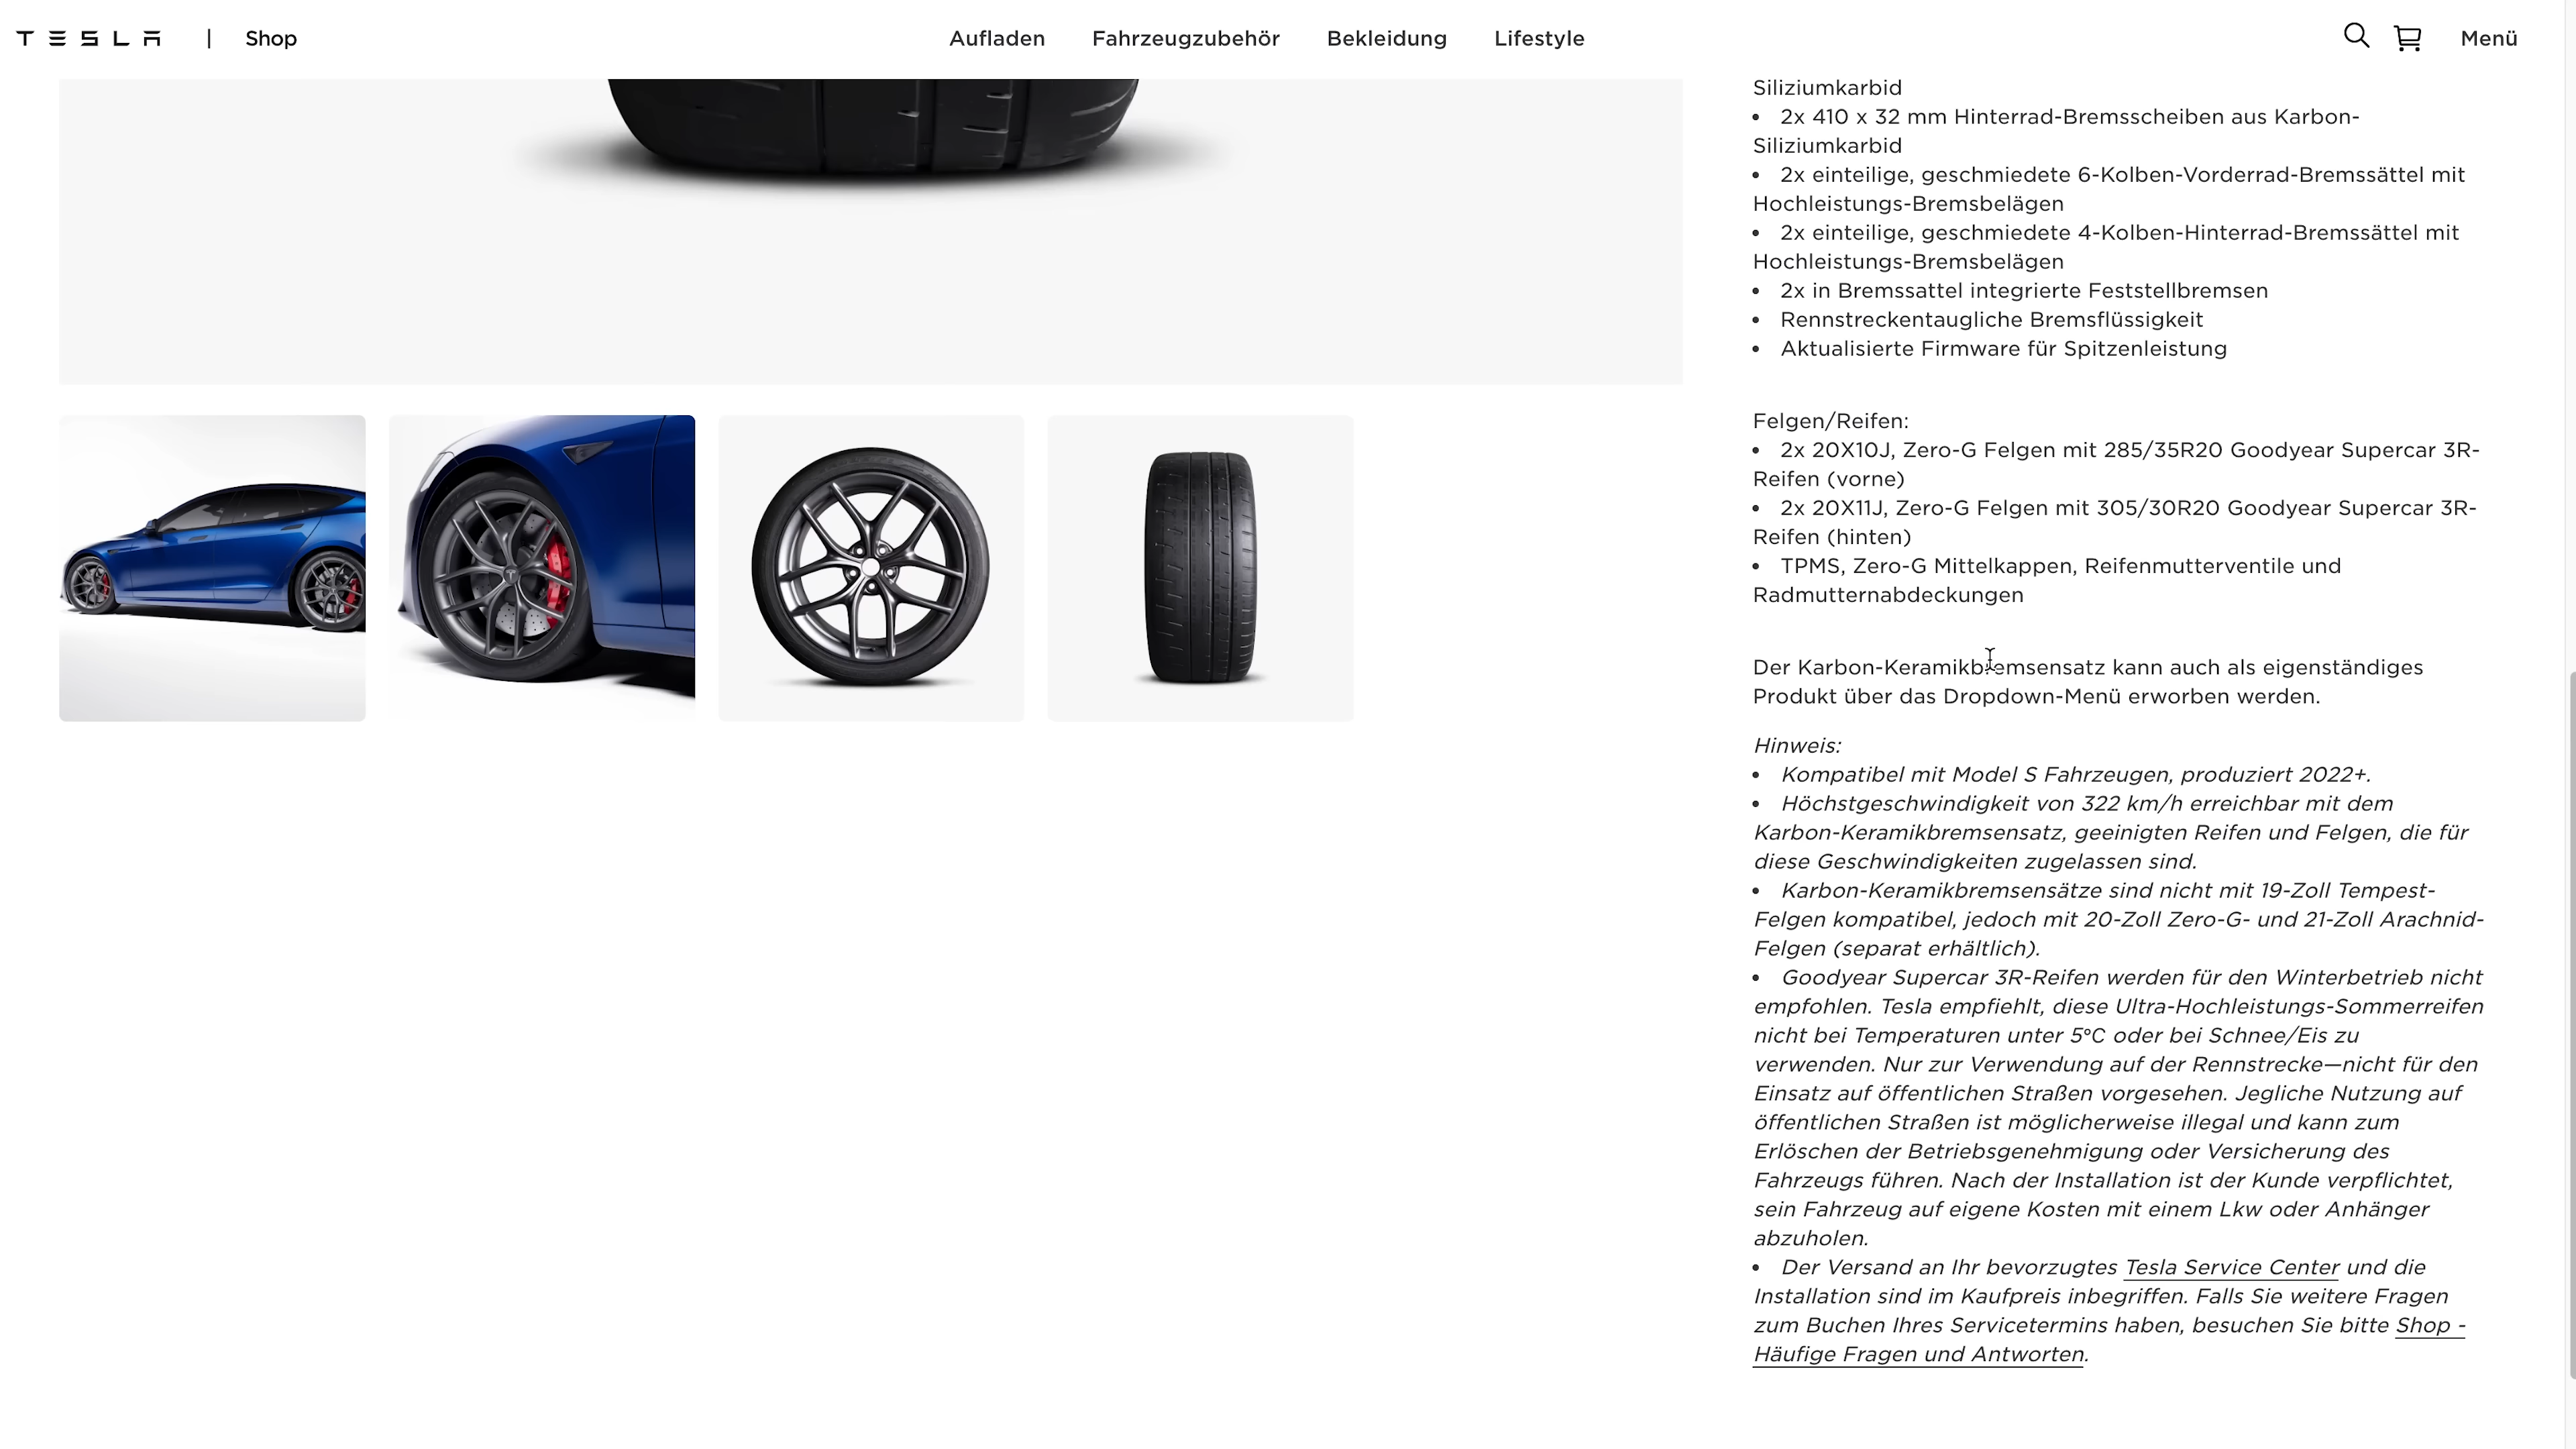 TESLA | Shop
Aufladen Fahrzeugzubehör Bekleidung Lifestyle
Menü
Siliziumkarbid
• 2x 410 x 32 mm Hinterrad-Bremsscheiben aus Karbon-
Siliziumkarbid
• 2x einteilige, geschmiedete 6-Kolben-Vorderrad-Bremssättel mit
Hochleistungs-Bremsbelägen
• 2x einteilige, geschmiedete 4-Kolben-Hinterrad-Bremssättel mit
Hochleistungs-Bremsbelägen
• 2x in Bremssattel integrierte Feststellbremsen
• Rennstreckentaugliche Bremsflüssigkeit
• Aktualisierte Firmware für Spitzenleistung
Felgen/Reifen:
• 2x 20X10J, Zero-G Felgen mit 285/35R20 Goodyear Supercar 3R-
Reifen (vorne)
• 2x 20X11J, Zero-G Felgen mit 305/30R20 Goodyear Supercar 3R-
Reifen (hinten)
• TPMS, Zero-G Mittelkappen, Reifenmutterventile und
Radmutternabdeckungen
Der Karbon-Keramikbremsensatz kann auch als eigenständiges
Produkt über das Dropdown-Menü erworben werden.
Hinweis:
• Kompatibel mit Model S Fahrzeugen, produziert 2022+.
• Höchstgeschwindigkeit von 322 km/h erreichbar mit dem
Karbon-Keramikbremsensatz, geeinigten Reifen und Felgen, die für
diese Geschwindigkeiten zugelassen sind.
• Karbon-Keramikbremsensätze sind nicht mit 19-Zoll Tempest-
Felgen kompatibel, jedoch mit 20-Zoll Zero-G- und 21-Zoll Arachnid-
Felgen (separat erhältlich).
• Goodyear Supercar 3R-Reifen werden für den Winterbetrieb nicht
empfohlen. Tesla empfiehlt, diese Ultra-Hochleistungs-Sommerreifen
nicht bei Temperaturen unter 5°C oder bei Schnee/Eis zu
verwenden. Nur zur Verwendung auf der Rennstrecke—nicht für den
Einsatz auf öffentlichen Straßen vorgesehen. Jegliche Nutzung auf
öffentlichen Straßen ist möglicherweise illegal und kann zum
Erlöschen der Betriebsgenehmigung oder Versicherung des
Fahrzeugs führen. Nach der Installation ist der Kunde verpflichtet,
sein Fahrzeug auf eigene Kosten mit einem Lkw oder Anhänger
abzuholen.
• Der Versand an Ihr bevorzugtes Tesla Service Center und die
Installation sind im Kaufpreis inbegriffen. Falls Sie weitere Fragen
zum Buchen Ihres Servicetermins haben, besuchen Sie bitte Shop -
Häufige Fragen und Antworten.